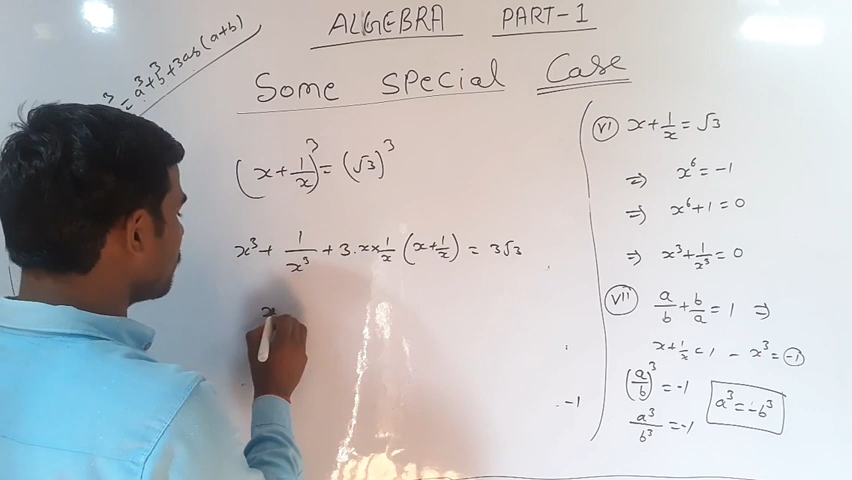 ALGEBRA PART-1
Some Special Case
³ = a³+b³+3ab(a+b)
(x+1/x)³ = (√3)³
x³ + 1/x³ + 3.x×1/x (x+1/x) = 3√3
x
(VI) x+1/x = √3
⇒ x⁶ = -1
⇒ x⁶+1 = 0
⇒ x³+1/x³ = 0
(VII) a/b + b/a = 1 ⇒
x+1/x = 1 - x³ = -1
(a/b)³ = -1
a³/b³ = -1
a³ = -b³
-1